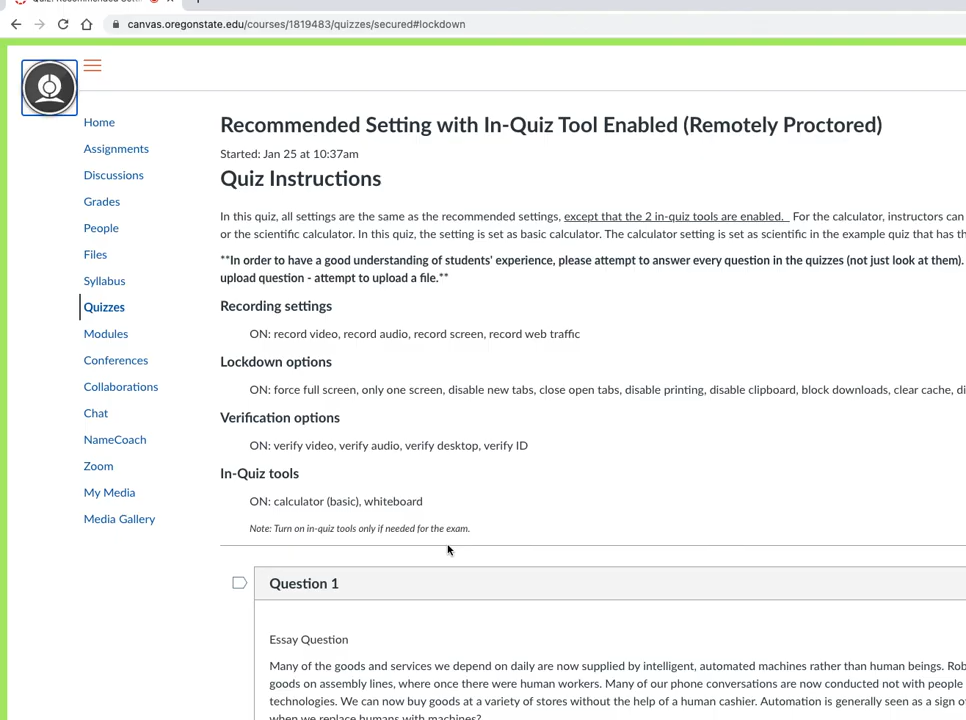 Quiz: Recommended Set
canvas.oregonstate.edu/courses/1819483/quizzes/secured#lockdown
Home
Assignments
Discussions
Grades
People
Files
Syllabus
Quizzes
Modules
Conferences
Collaborations
Chat
NameCoach
Zoom
My Media
Media Gallery
Recommended Setting with In-Quiz Tool Enabled (Remotely Proctored)
Started: Jan 25 at 10:37am
Quiz Instructions
In this quiz, all settings are the same as the recommended settings, except that the 2 in-quiz tools are enabled. For the calculator, instructors can
or the scientific calculator. In this quiz, the setting is set as basic calculator. The calculator setting is set as scientific in the example quiz that has th
**In order to have a good understanding of students' experience, please attempt to answer every question in the quizzes (not just look at them).
upload question - attempt to upload a file.**
Recording settings
ON: record video, record audio, record screen, record web traffic
Lockdown options
ON: force full screen, only one screen, disable new tabs, close open tabs, disable printing, disable clipboard, block downloads, clear cache, di
Verification options
ON: verify video, verify audio, verify desktop, verify ID
In-Quiz tools
ON: calculator (basic), whiteboard
Note: Turn on in-quiz tools only if needed for the exam.
Question 1
Essay Question
Many of the goods and services we depend on daily are now supplied by intelligent, automated machines rather than human beings. Rob
goods on assembly lines, where once there were human workers. Many of our phone conversations are now conducted not with people
technologies. We can now buy goods at a variety of stores without the help of a human cashier. Automation is generally seen as a sign o
when we replace humans with machines?